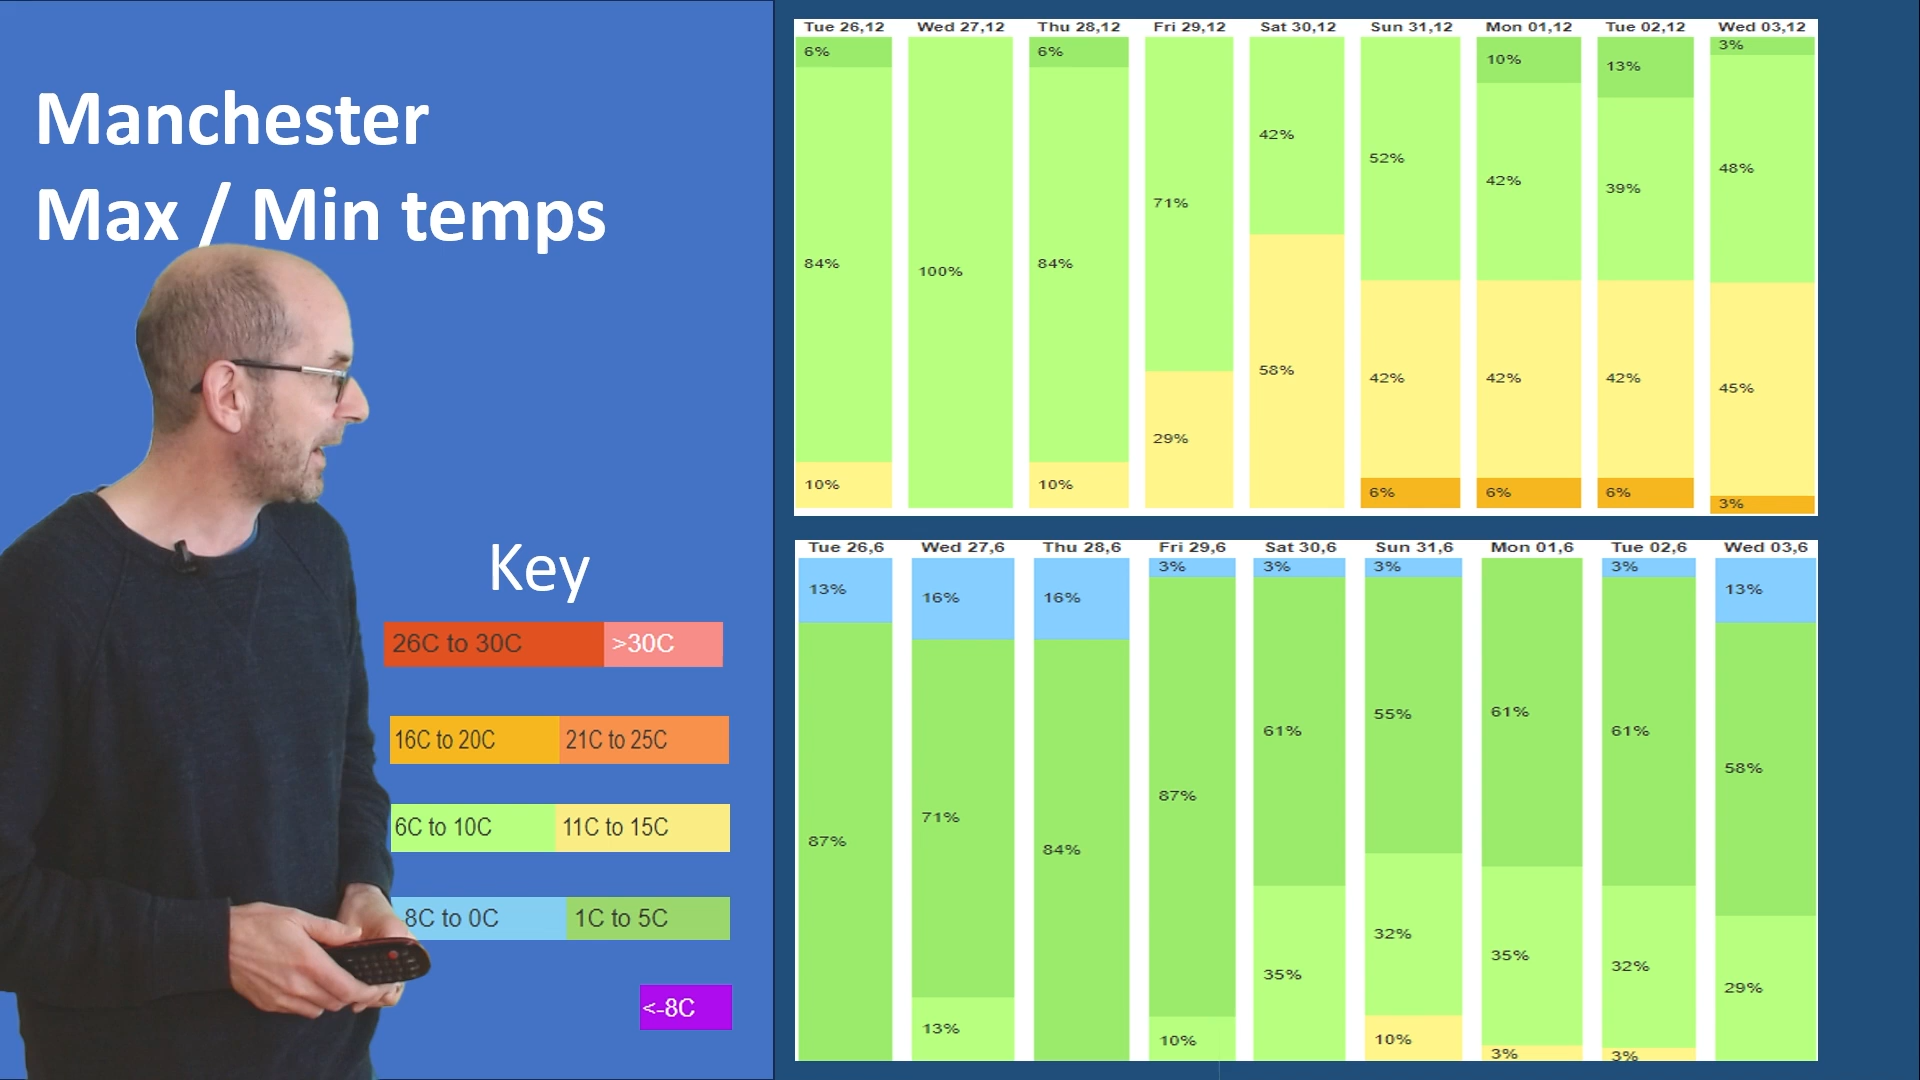 Manchester
Max / Min temps
Key
26C to 30C >30C
16C to 20C 21C to 25C
6C to 10C 11C to 15C
8C to 0C 1C to 5C
<-8C
Tue 26,12 Wed 27,12 Thu 28,12 Fri 29,12 Sat 30,12 Sun 31,12 Mon 01,12 Tue 02,12 Wed 03,12
6% 6% 10% 13% 3%
84% 100% 84% 71% 42% 52% 42% 39% 48%
10% 10% 29% 58% 42% 42% 42% 45%
6% 6% 6% 3%
Tue 26,6 Wed 27,6 Thu 28,6 Fri 29,6 Sat 30,6 Sun 31,6 Mon 01,6 Tue 02,6 Wed 03,6
13% 16% 16% 3% 3% 3% 3% 13%
87% 71% 84% 87% 61% 55% 61% 61% 58%
13% 10% 35% 32% 35% 32% 29%
10% 3% 3%